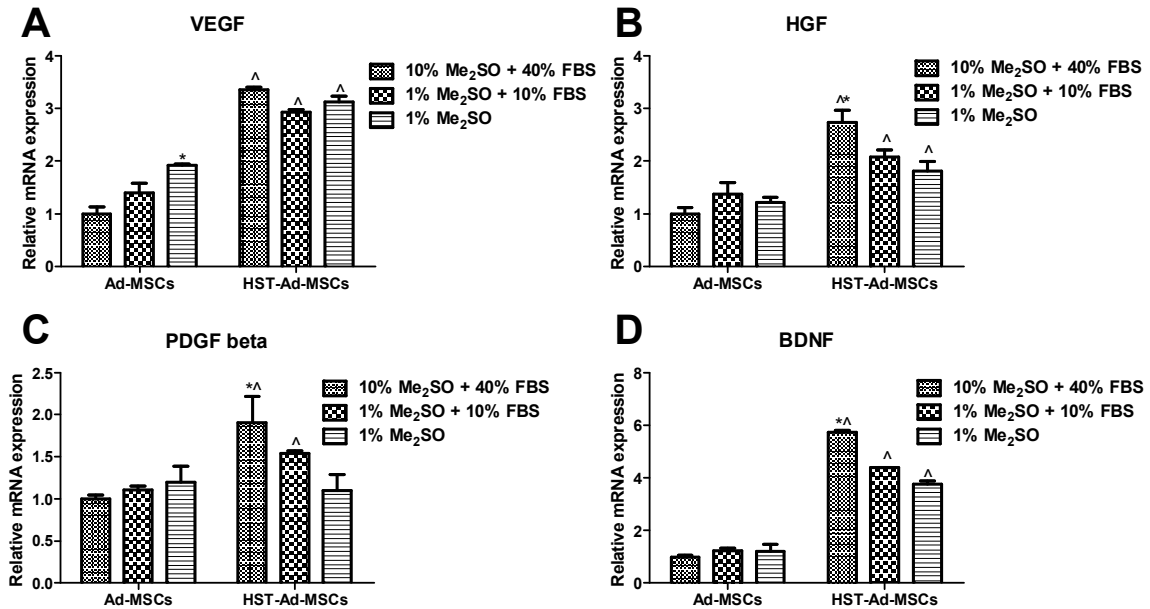 A
VEGF
Relative mRNA expression
4
3
2
1
0
^
^
^
*
10% Me₂SO + 40% FBS
1% Me₂SO + 10% FBS
1% Me₂SO
Ad-MSCs
HST-Ad-MSCs
B
HGF
Relative mRNA expression
4
3
2
1
0
^*
^
^
10% Me₂SO + 40% FBS
1% Me₂SO + 10% FBS
1% Me₂SO
Ad-MSCs
HST-Ad-MSCs
C
PDGF beta
Relative mRNA expression
2.5
2.0
1.5
1.0
0.5
0.0
*^
^
10% Me₂SO + 40% FBS
1% Me₂SO + 10% FBS
1% Me₂SO
Ad-MSCs
HST-Ad-MSCs
D
BDNF
Relative mRNA expression
8
6
4
2
0
*^
^
^
10% Me₂SO + 40% FBS
1% Me₂SO + 10% FBS
1% Me₂SO
Ad-MSCs
HST-Ad-MSCs